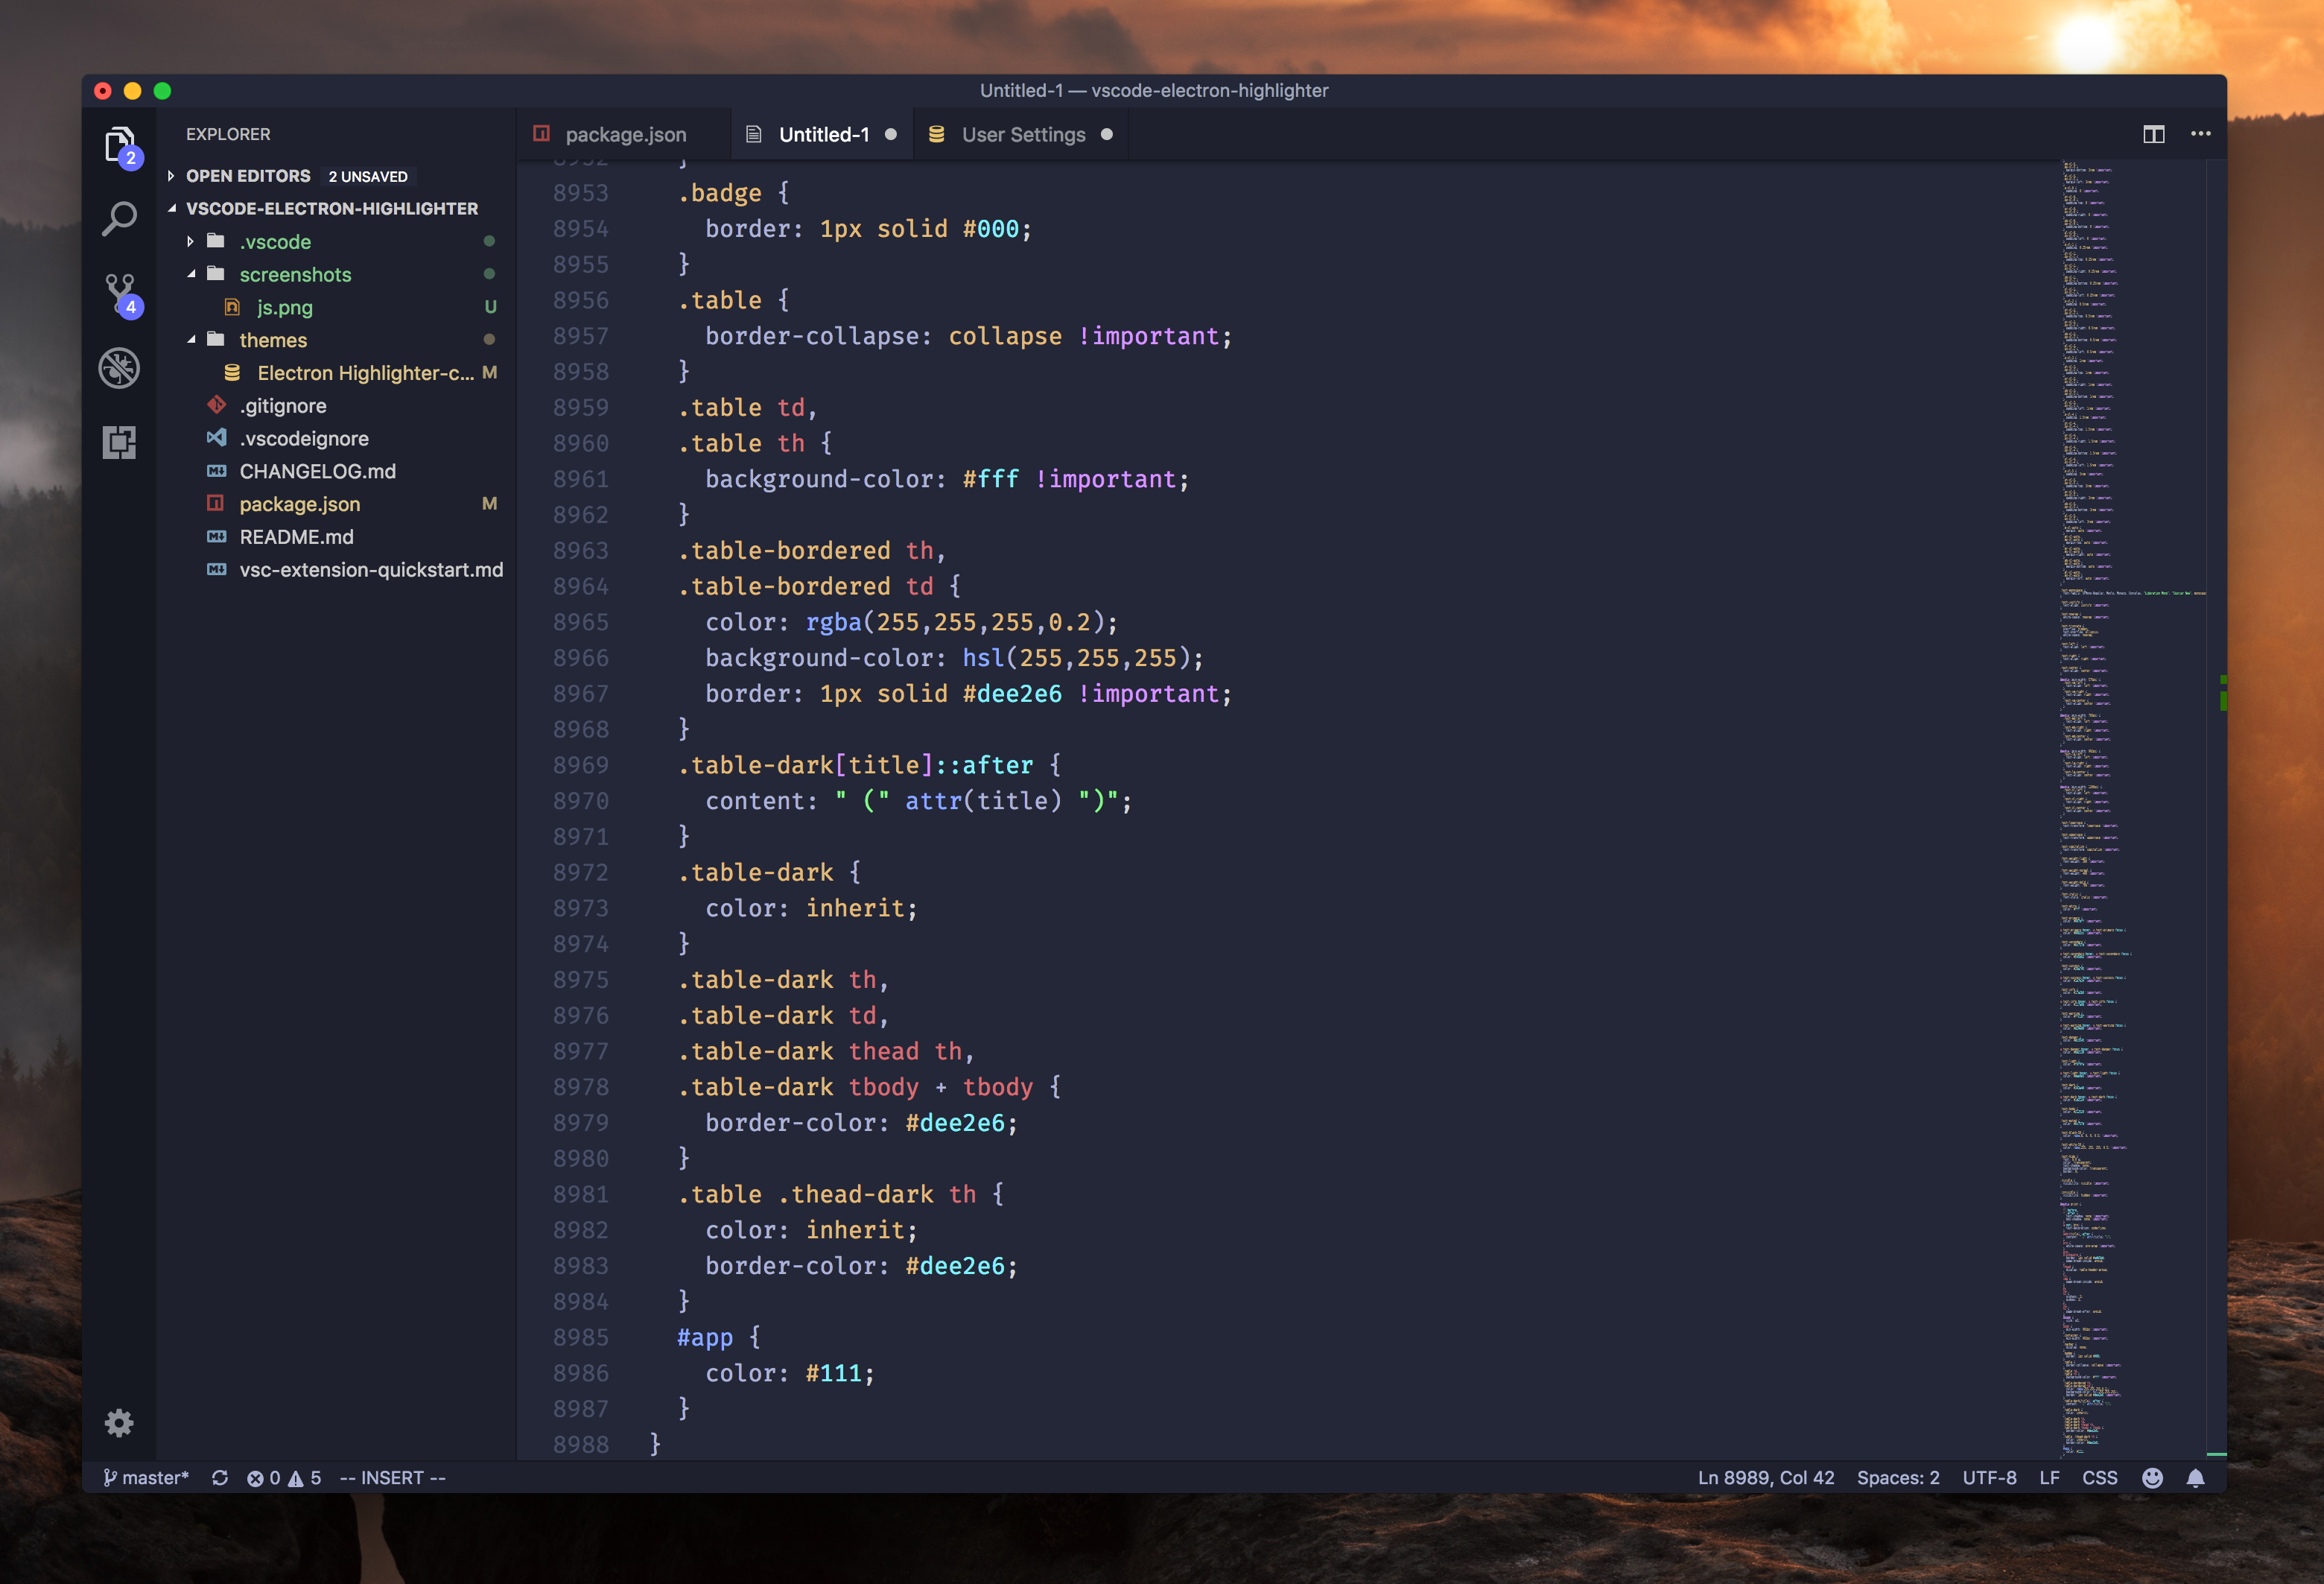 Untitled-1 — vscode-electron-highlighter
2
EXPLORER
OPEN EDITORS 2 UNSAVED
VSCODE-ELECTRON-HIGHLIGHTER
.vscode
screenshots
js.png U
themes
Electron Highlighter-c... M
.gitignore
.vscodeignore
CHANGELOG.md
package.json M
README.md
vsc-extension-quickstart.md
4
package.json Untitled-1 User Settings
8952 }
8953 .badge {
8954 border: 1px solid #000;
8955 }
8956 .table {
8957 border-collapse: collapse !important;
8958 }
8959 .table td,
8960 .table th {
8961 background-color: #fff !important;
8962 }
8963 .table-bordered th,
8964 .table-bordered td {
8965 color: rgba(255,255,255,0.2);
8966 background-color: hsl(255,255,255);
8967 border: 1px solid #dee2e6 !important;
8968 }
8969 .table-dark[title]::after {
8970 content: " (" attr(title) ")";
8971 }
8972 .table-dark {
8973 color: inherit;
8974 }
8975 .table-dark th,
8976 .table-dark td,
8977 .table-dark thead th,
8978 .table-dark tbody + tbody {
8979 border-color: #dee2e6;
8980 }
8981 .table .thead-dark th {
8982 color: inherit;
8983 border-color: #dee2e6;
8984 }
8985 #app {
8986 color: #111;
8987 }
8988 }
master* 0 5 -- INSERT -- Ln 8989, Col 42 Spaces: 2 UTF-8 LF CSS